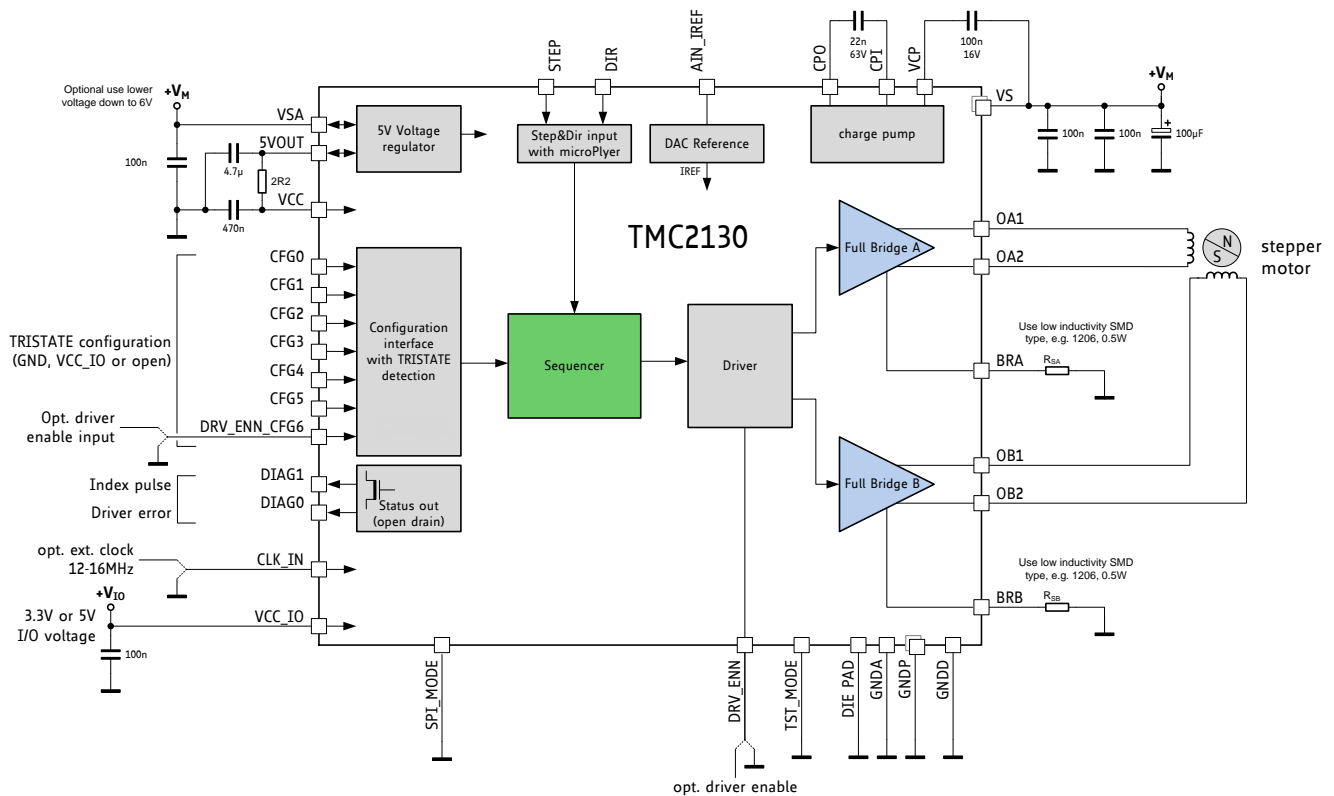 STEP
DIR
AIN_IREF
CPO
22n
63V
CPI
VCP
100n
16V
+VM
VS
100n
100n
+
100µF
Optional use lower
voltage down to 6V
+VM
VSA
5VOUT
100n
4.7µ
2R2
VCC
470n
5V Voltage
regulator
Step&Dir input
with microPlyer
DAC Reference
IREF
charge pump
TMC2130
CFG0
CFG1
CFG2
CFG3
CFG4
CFG5
DRV_ENN_CFG6
TRISTATE configuration
(GND, VCC_IO or open)
Opt. driver
enable input
Configuration
interface
with TRISTATE
detection
Sequencer
Driver
Full Bridge A
OA1
OA2
N
S
stepper
motor
Use low inductivity SMD
type, e.g. 1206, 0.5W
BRA
RSA
Full Bridge B
OB1
OB2
Use low inductivity SMD
type, e.g. 1206, 0.5W
BRB
RSB
Index pulse
Driver error
DIAG1
DIAG0
Status out
(open drain)
opt. ext. clock
12-16MHz
CLK_IN
+VIO
3.3V or 5V
I/O voltage
VCC_IO
100n
SPI_MODE
DRV_ENN
TST_MODE
DIE PAD
GNDA
GNDP
GNDD
opt. driver enable